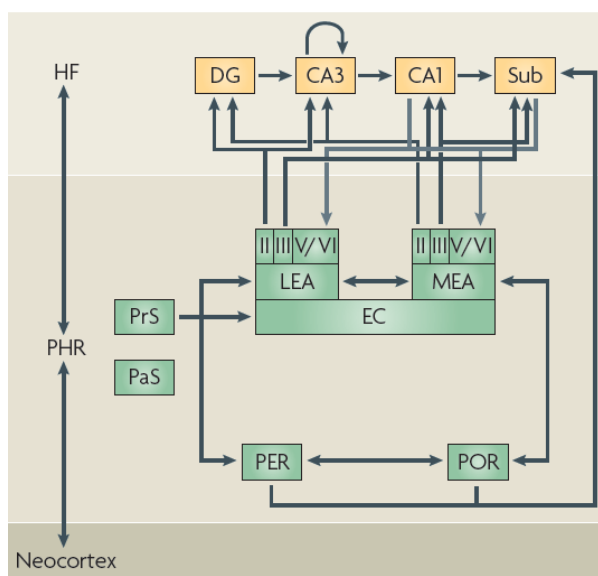 HF
DG
CA3
CA1
Sub
II III V/VI
II III V/VI
LEA
MEA
EC
PrS
PHR
PaS
PER
POR
Neocortex